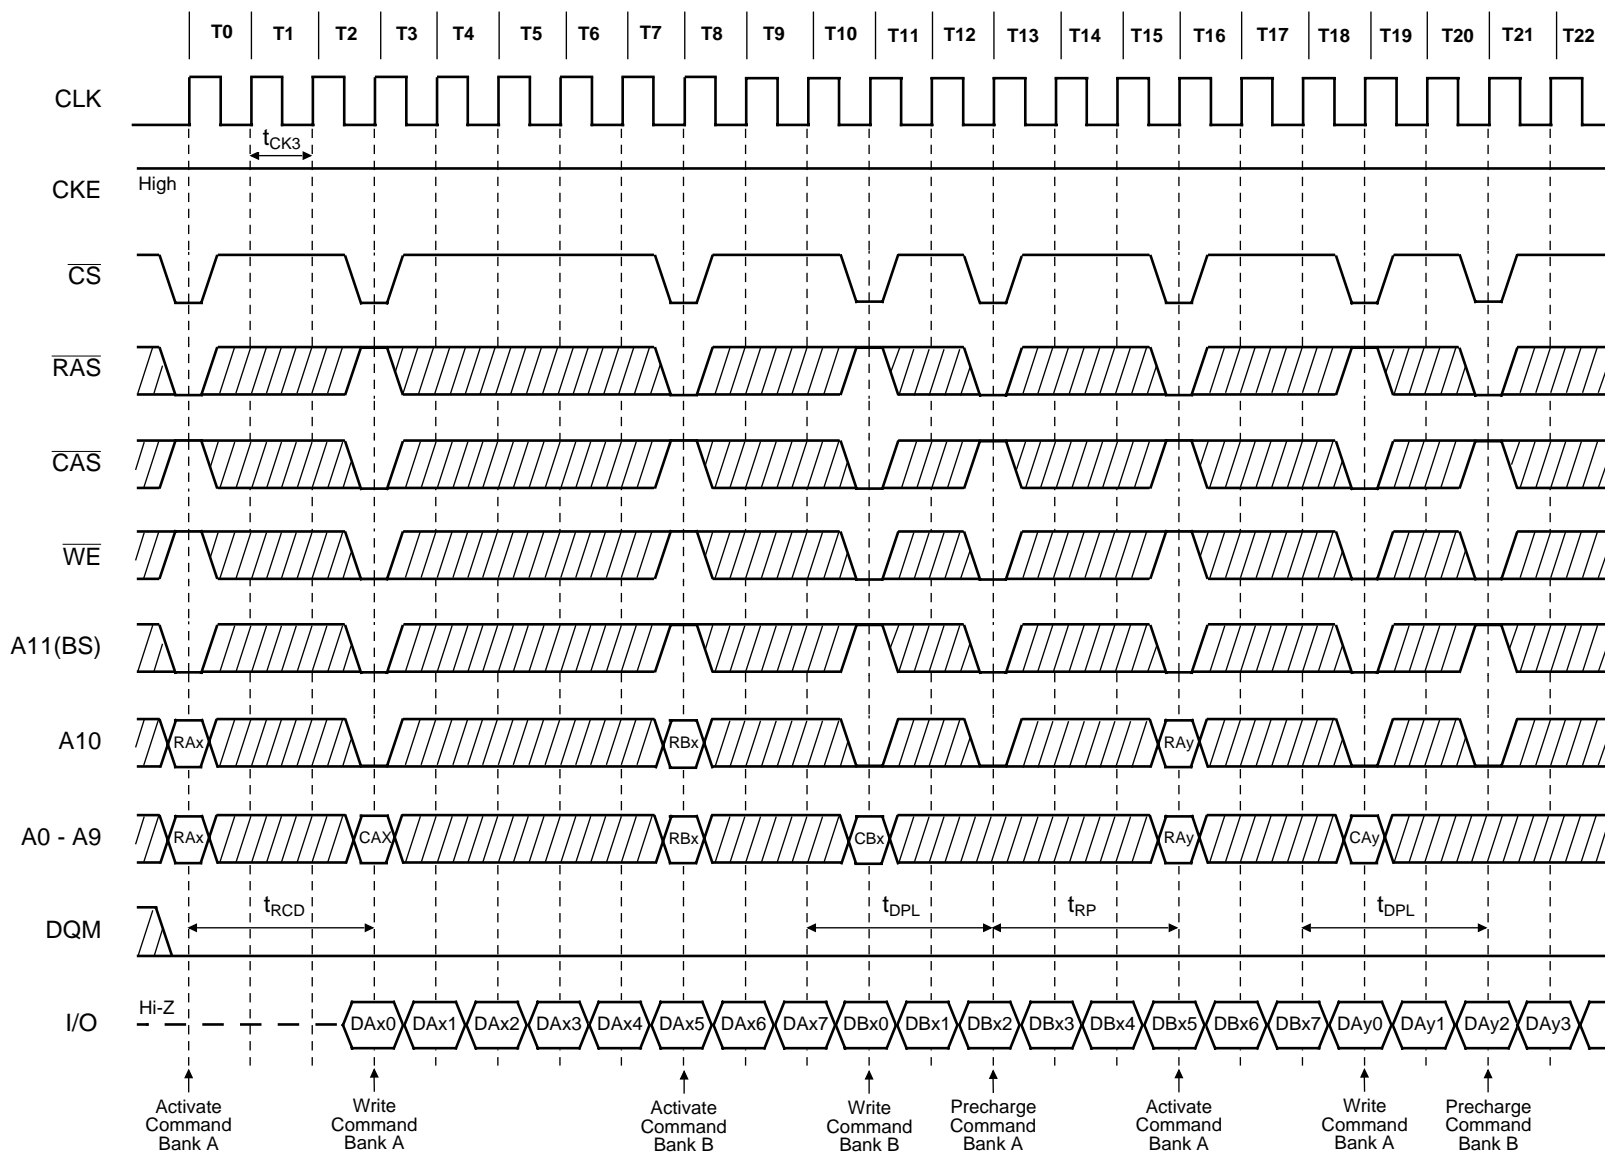 T0 T1 T2 T3 T4 T5 T6 T7 T8 T9 T10 T11 T12 T13 T14 T15 T16 T17 T18 T19 T20 T21 T22
CLK
tCK3
CKE
High
CS
RAS
CAS
WE
A11(BS)
A10
RAx RBx RAy
A0 - A9
RAx CAX RBx CBx RAy CAy
DQM
tRCD tDPL tRP tDPL
I/O
Hi-Z
DAx0 DAx1 DAx2 DAx3 DAx4 DAx5 DAx6 DAx7 DBx0 DBx1 DBx2 DBx3 DBx4 DBx5 DBx6 DBx7 DAy0 DAy1 DAy2 DAy3
Activate
Command
Bank A
Write
Command
Bank A
Activate
Command
Bank B
Write
Command
Bank B
Precharge
Command
Bank A
Activate
Command
Bank A
Write
Command
Bank A
Precharge
Command
Bank B